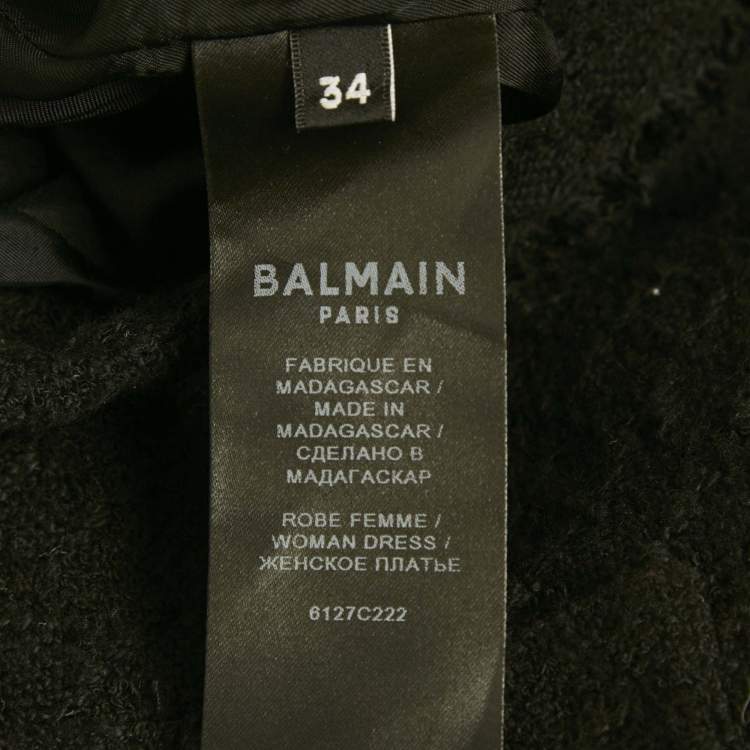 34
BALMAIN
PARIS
FABRIQUE EN
MADAGASCAR /
MADE IN
MADAGASCAR /
СДЕЛАНО В
МАДАГАСКАР
ROBE FEMME /
WOMAN DRESS /
ЖЕНСКОЕ ПЛАТЬЕ
6127C222